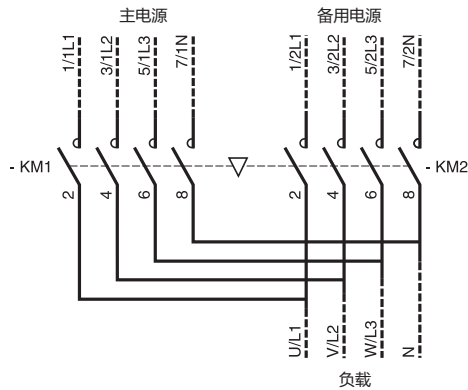 主电源
备用电源
1/1L1
3/1L2
5/1L3
7/1N
1/2L1
3/2L2
5/2L3
7/2N
- KM1
- KM2
2
4
6
8
2
4
6
8
U/L1
V/L2
W/L3
N
负载